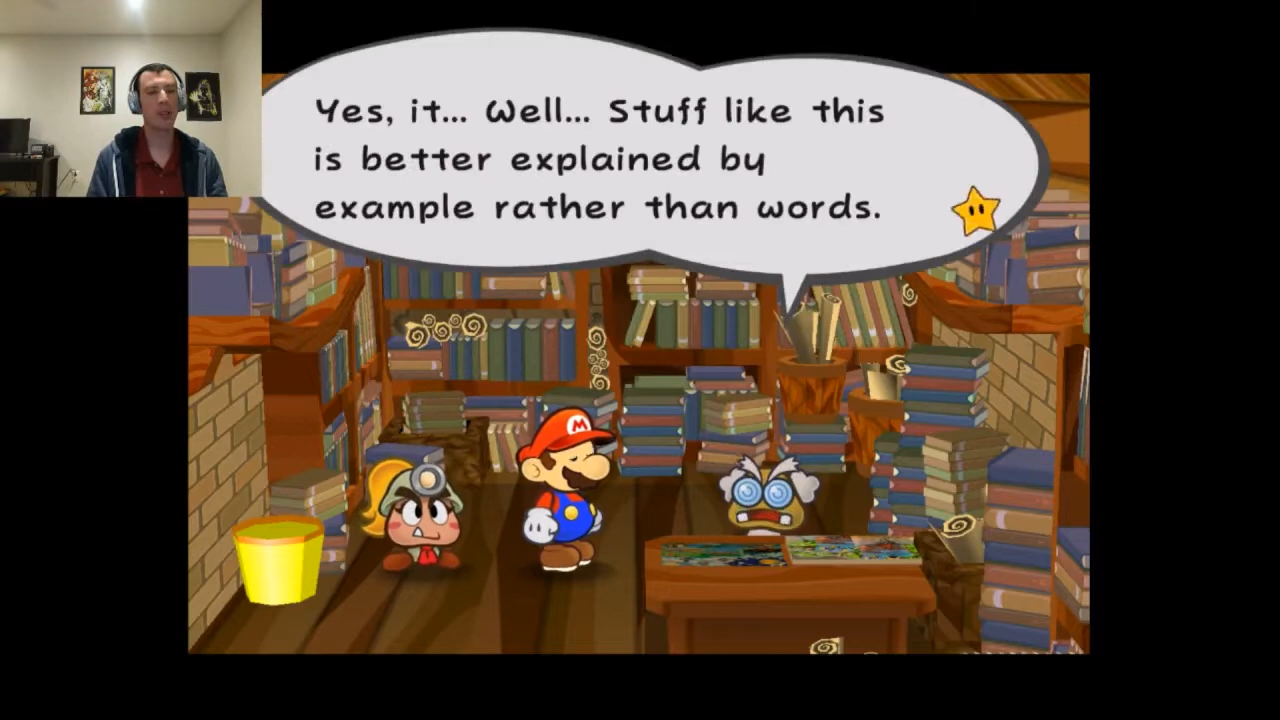 Yes, it... Well... Stuff like this
is better explained by
example rather than words.
M